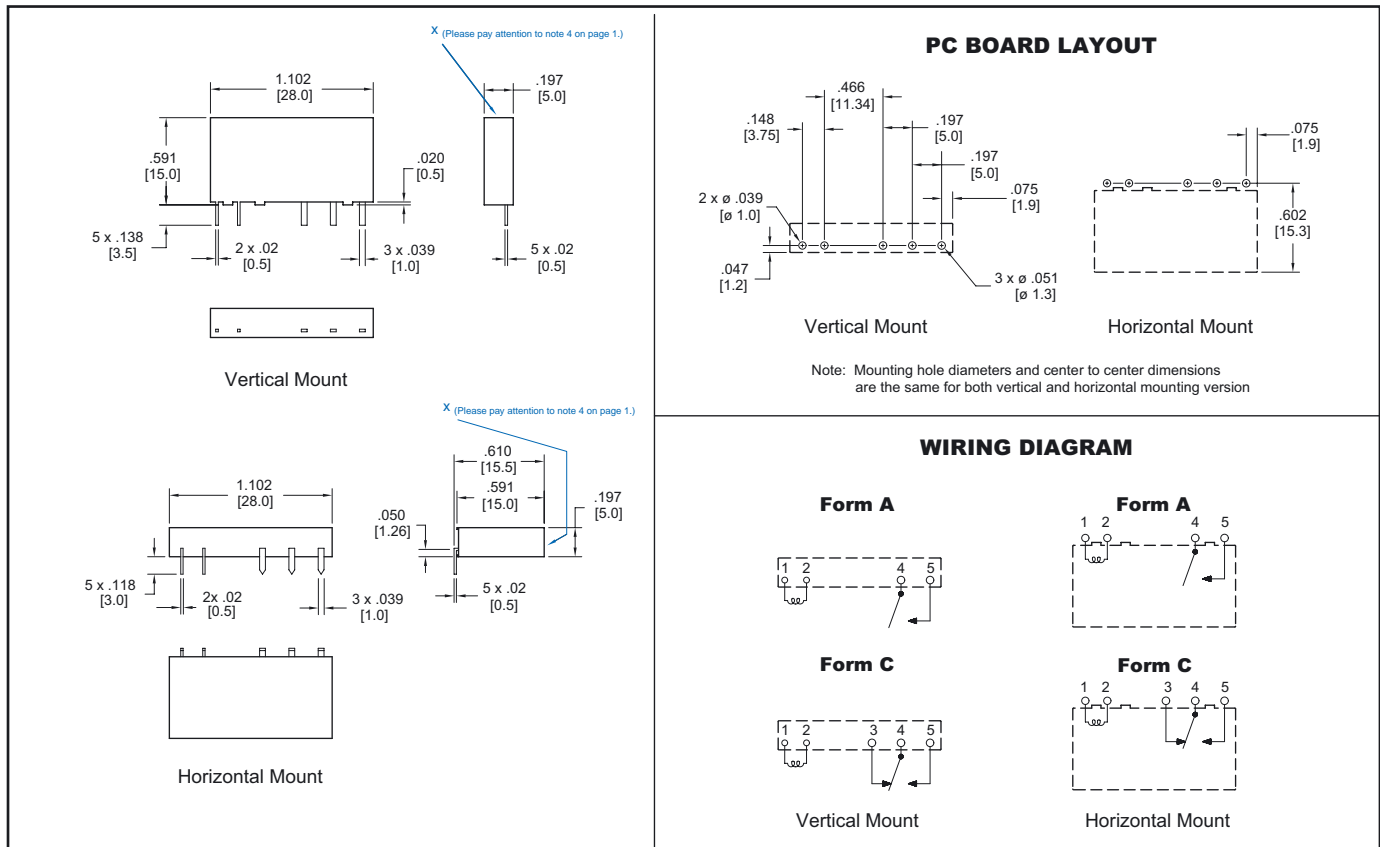 X (Please pay attention to note 4 on page 1.)
1.102
[28.0]
.197
[5.0]
.591
[15.0]
.020
[0.5]
5 x .138
[3.5]
2 x .02
[0.5]
3 x .039
[1.0]
5 x .02
[0.5]
Vertical Mount
X (Please pay attention to note 4 on page 1.)
1.102
[28.0]
.610
[15.5]
.591
[15.0]
.197
[5.0]
.050
[1.26]
5 x .118
[3.0]
2x .02
[0.5]
3 x .039
[1.0]
5 x .02
[0.5]
Horizontal Mount
PC BOARD LAYOUT
.466
[11.34]
.148
[3.75]
.197
[5.0]
.197
[5.0]
.075
[1.9]
2 x ø .039
[ø 1.0]
.047
[1.2]
3 x ø .051
[ø 1.3]
Vertical Mount
.075
[1.9]
.602
[15.3]
Horizontal Mount
Note: Mounting hole diameters and center to center dimensions
are the same for both vertical and horizontal mounting version
WIRING DIAGRAM
Form A
1 2 4 5
Form A
1 2 4 5
Form C
1 2 3 4 5
Vertical Mount
Form C
1 2 3 4 5
Horizontal Mount